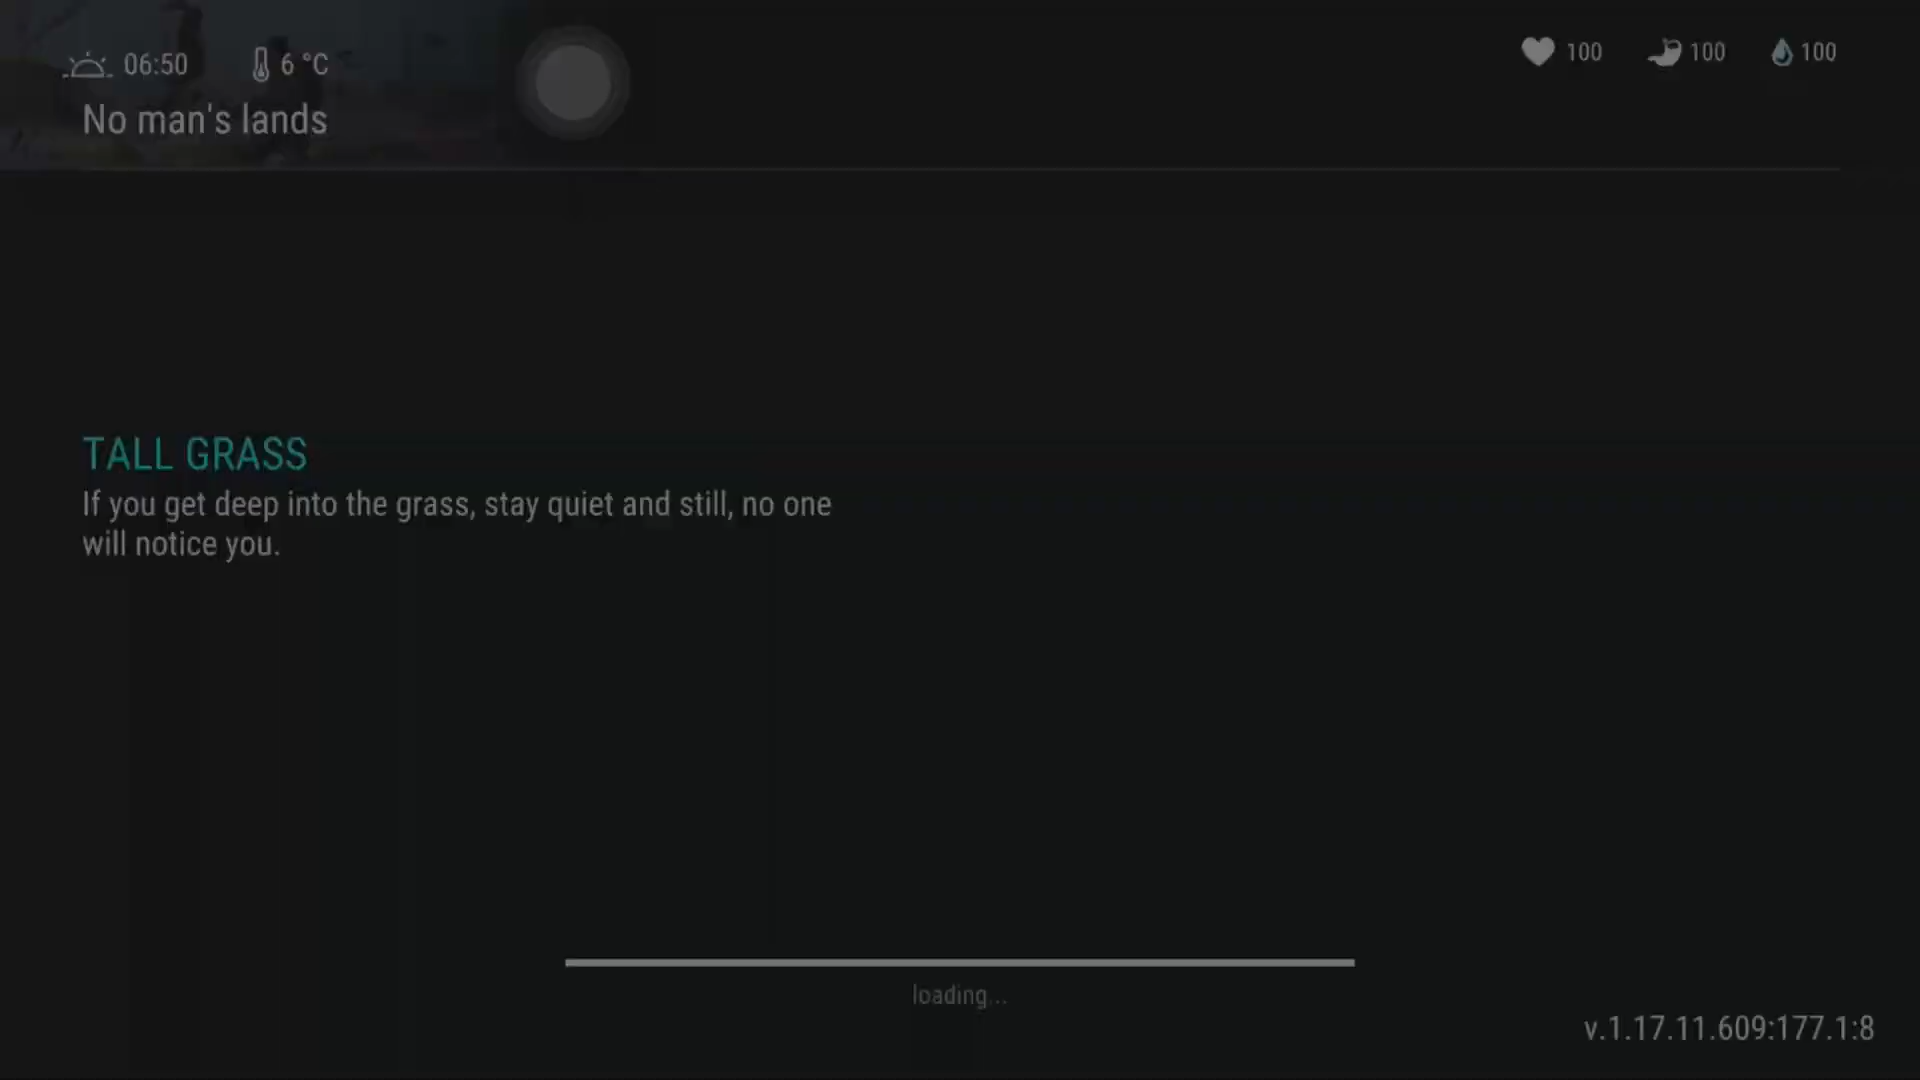 06:50 6 °C
100 100 100
No man's lands
TALL GRASS
If you get deep into the grass, stay quiet and still, no one
will notice you.
loading...
v.1.17.11.609:177.1:8